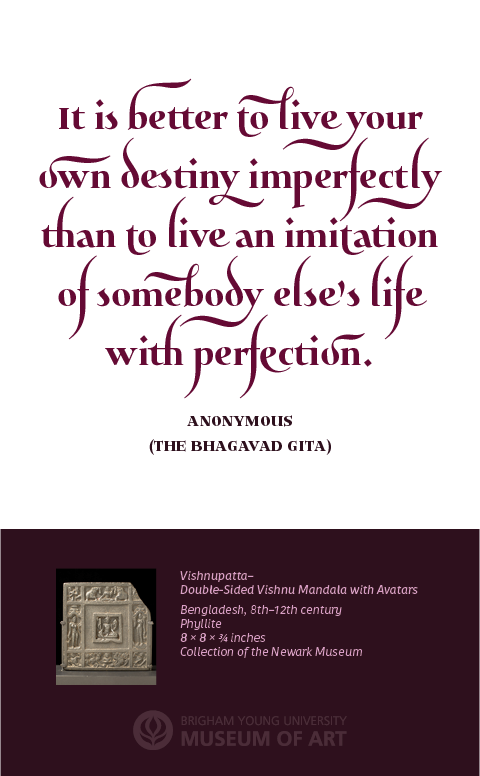 It is better to live your
own destiny imperfectly
than to live an imitation
of somebody else's life
with perfection.
ANONYMOUS
(THE BHAGAVAD GITA)
Vishnupatta–
Double-Sided Vishnu Mandala with Avatars
Bengladesh, 8th–12th century
Phyllite
8 × 8 × ¾ inches
Collection of the Newark Museum
BRIGHAM YOUNG UNIVERSITY
MUSEUM OF ART